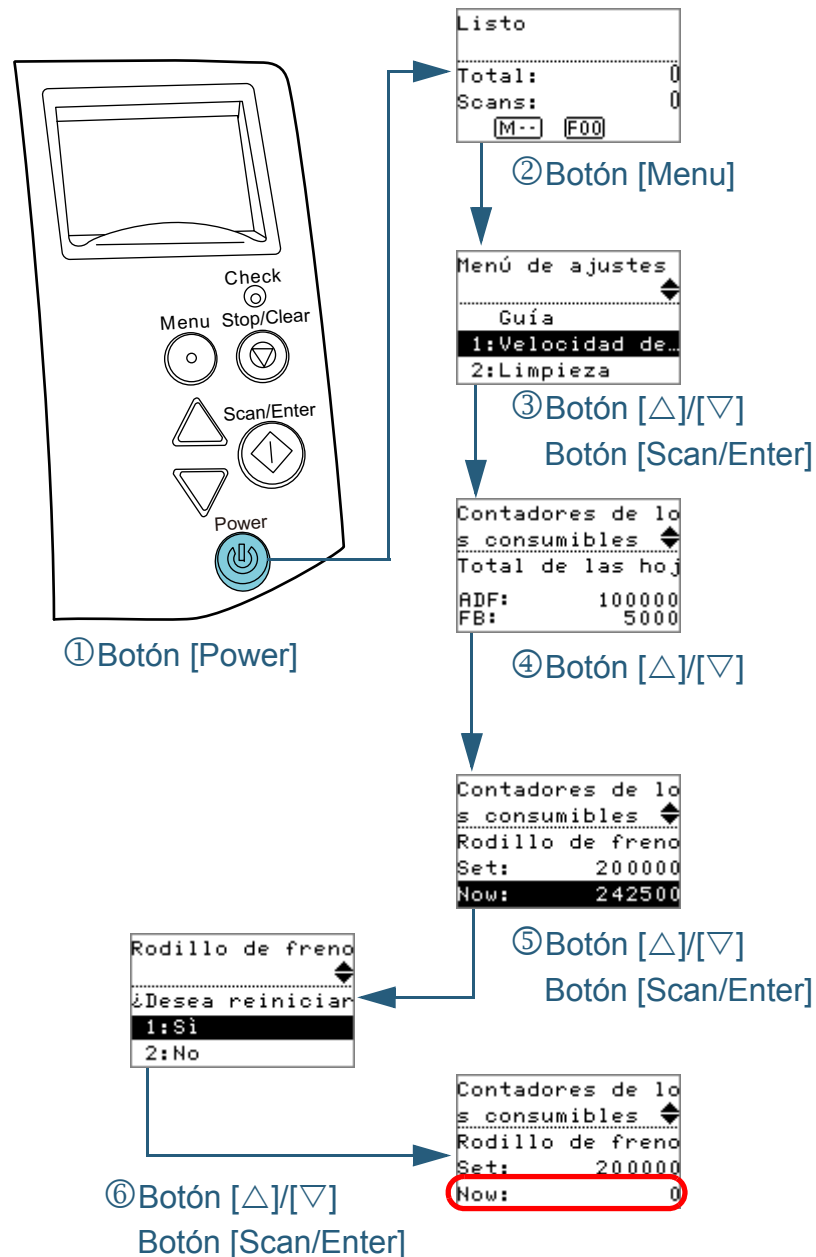 Listo
Total: 0
Scans: 0
M-- F00
②Botón [Menu]
Check
Menu Stop/Clear
Scan/Enter
Power
①Botón [Power]
Menú de ajustes
Guía
1:Velocidad de…
2:Limpieza
③Botón [△]/[▽]
Botón [Scan/Enter]
Contadores de lo
s consumibles
Total de las hoj
ADF: 100000
FB: 5000
④Botón [△]/[▽]
Contadores de lo
s consumibles
Rodillo de freno
Set: 200000
Now: 242500
⑤Botón [△]/[▽]
Botón [Scan/Enter]
Rodillo de freno
¿Desea reiniciar
1:Sì
2:No
⑥Botón [△]/[▽]
Botón [Scan/Enter]
Contadores de lo
s consumibles
Rodillo de freno
Set: 200000
Now: 0